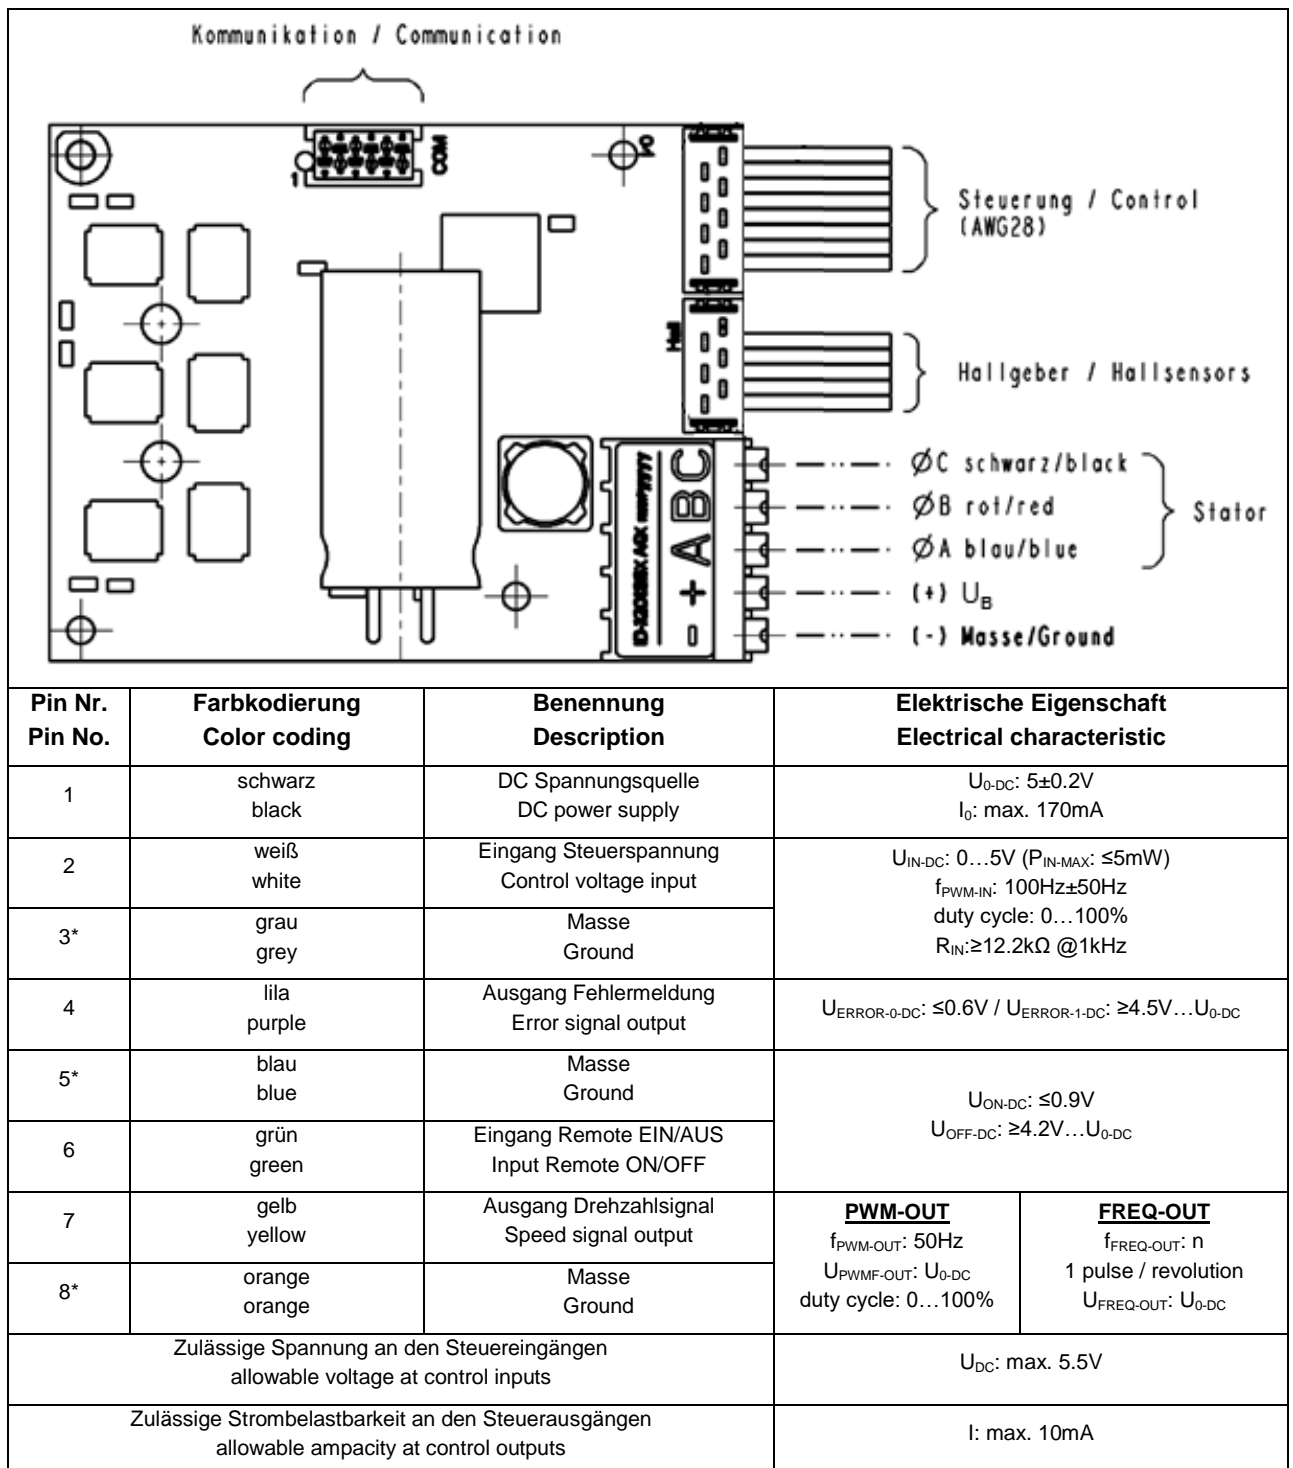 Kommunikation / Communication
1
COM
I/O
Steuerung / Control
(AWG28)
Hall
Hallgeber / Hallsensors
ØC schwarz/black
ØB rot/red
Stator
ØA blau/blue
(+) UB
(-) Masse/Ground
- + A B C
Pin Nr.
Pin No.
Farbkodierung
Color coding
Benennung
Description
Elektrische Eigenschaft
Electrical characteristic
1
schwarz
black
DC Spannungsquelle
DC power supply
U0-DC: 5±0.2V
I0: max. 170mA
2
weiß
white
Eingang Steuerspannung
Control voltage input
UIN-DC: 0…5V (PIN-MAX: ≤5mW)
fPWM-IN: 100Hz±50Hz
duty cycle: 0…100%
RIN:≥12.2kΩ @1kHz
3*
grau
grey
Masse
Ground
4
lila
purple
Ausgang Fehlermeldung
Error signal output
UERROR-0-DC: ≤0.6V / UERROR-1-DC: ≥4.5V…U0-DC
5*
blau
blue
Masse
Ground
UON-DC: ≤0.9V
UOFF-DC: ≥4.2V…U0-DC
6
grün
green
Eingang Remote EIN/AUS
Input Remote ON/OFF
7
gelb
yellow
Ausgang Drehzahlsignal
Speed signal output
PWM-OUT
fPWM-OUT: 50Hz
UPWMF-OUT: U0-DC
duty cycle: 0…100%
FREQ-OUT
fFREQ-OUT: n
1 pulse / revolution
UFREQ-OUT: U0-DC
8*
orange
orange
Masse
Ground
Zulässige Spannung an den Steuereingängen
allowable voltage at control inputs
UDC: max. 5.5V
Zulässige Strombelastbarkeit an den Steuerausgängen
allowable ampacity at control outputs
I: max. 10mA